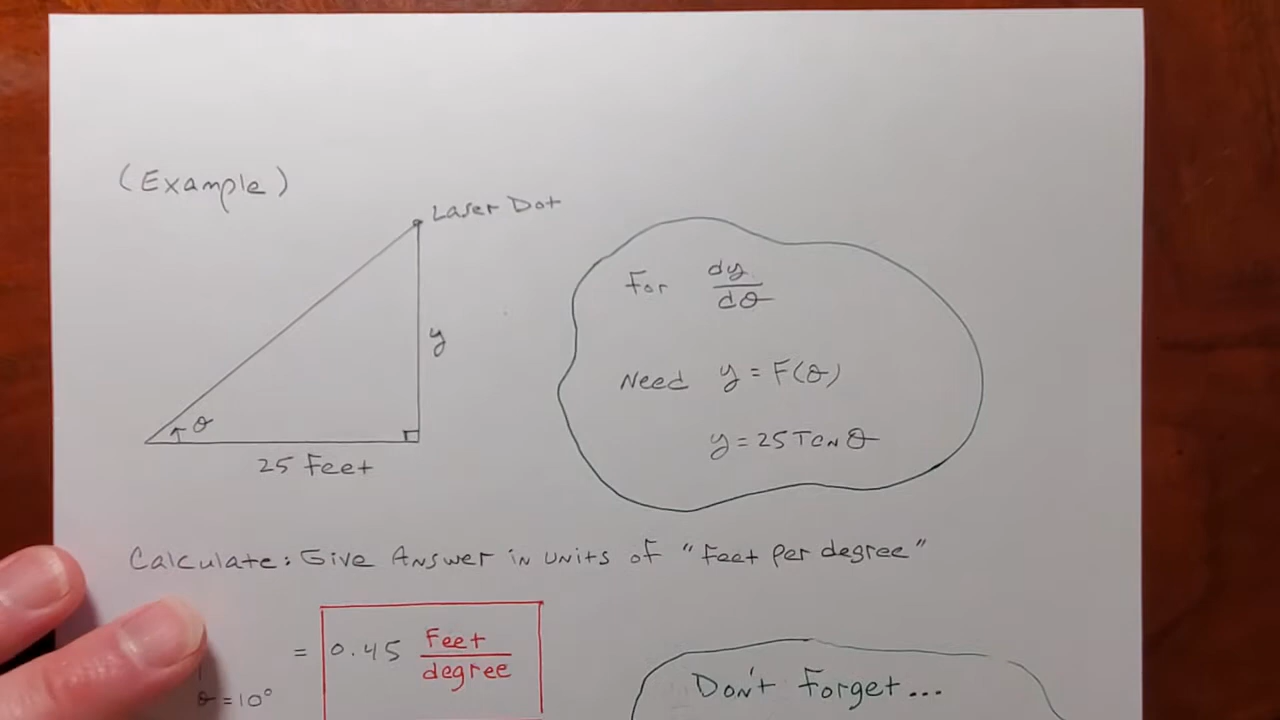 (Example)
Laser Dot
y
θ
25 Feet
For dy/dθ
Need y = F(θ)
y = 25 Tan θ
Calculate: Give Answer in units of "Feet per degree"
= 0.45 Feet/degree
θ = 10°
Don't Forget...